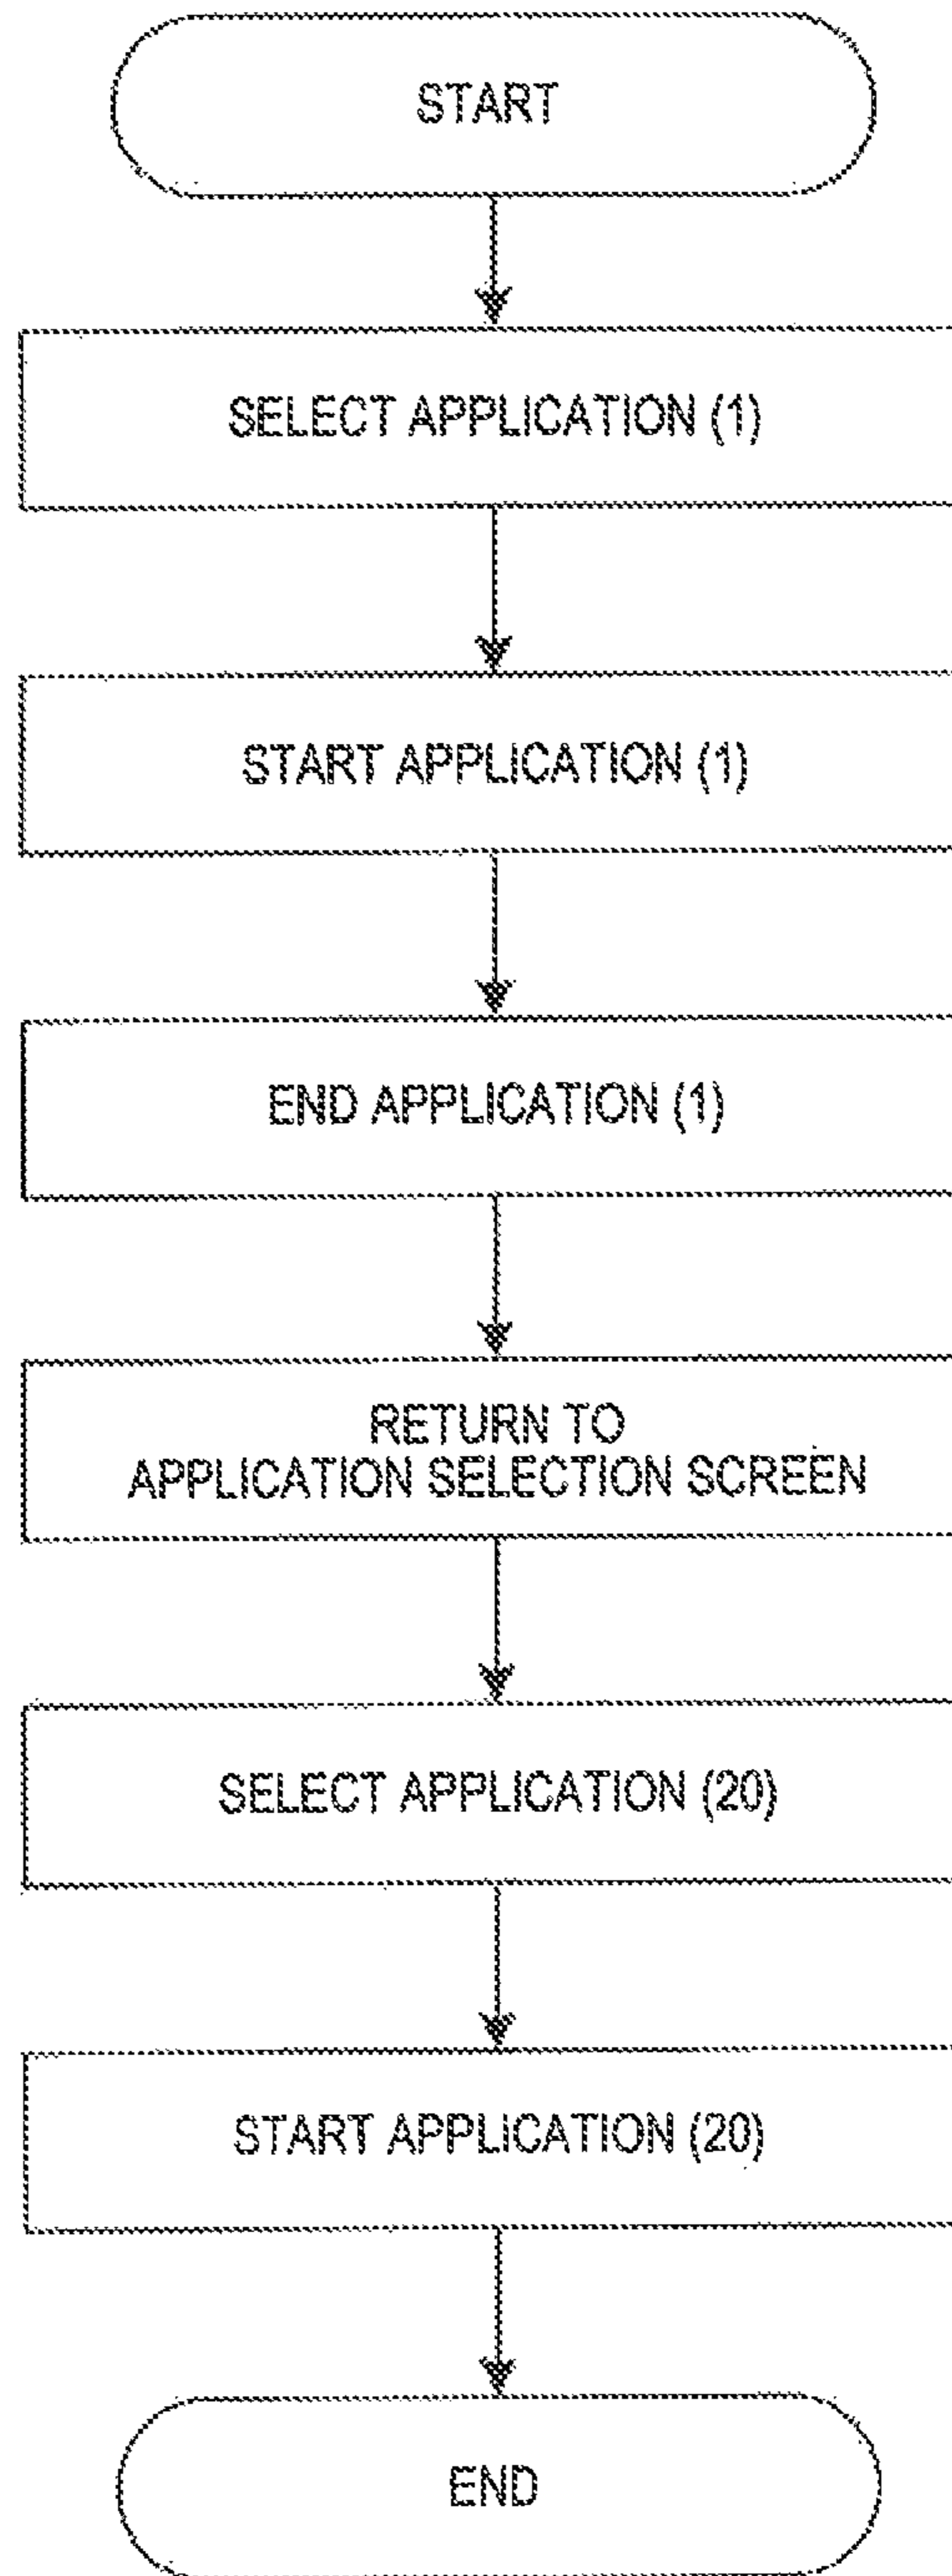 START
SELECT APPLICATION (1)
START APPLICATION (1)
END APPLICATION (1)
RETURN TO
APPLICATION SELECTION SCREEN
SELECT APPLICATION (20)
START APPLICATION (20)
END